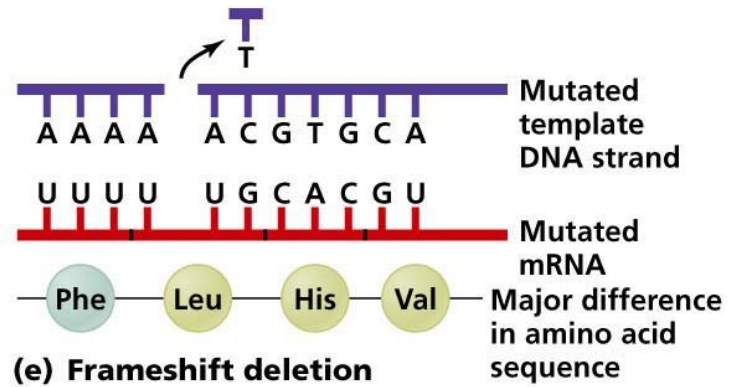 T
A A A A A C G T G C A
Mutated
template
DNA strand
U U U U U G C A C G U
Mutated
mRNA
Phe Leu His Val
Major difference
in amino acid
sequence
(e) Frameshift deletion